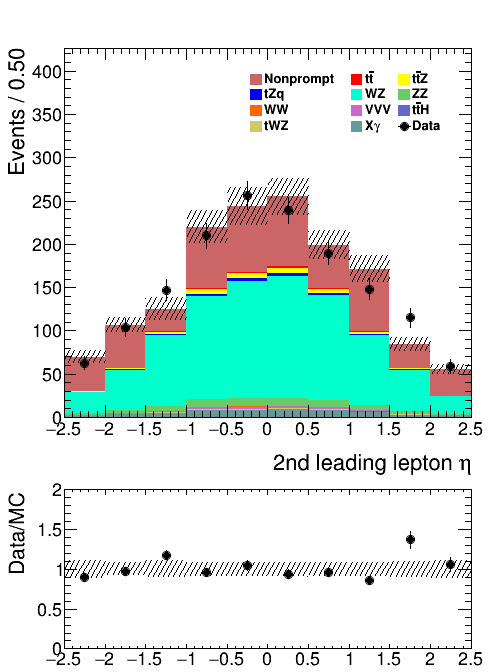 Events / 0.50
400
350
300
250
200
150
100
50
0
Nonprompt tt̄ tt̄Z
tZq WZ ZZ
WW VVV tt̄H
tWZ Xγ Data
−2.5 −2 −1.5 −1 −0.5 0 0.5 1 1.5 2 2.5
2nd leading lepton η
Data/MC
2
1.5
1
0.5
0
−2.5 −2 −1.5 −1 −0.5 0 0.5 1 1.5 2 2.5